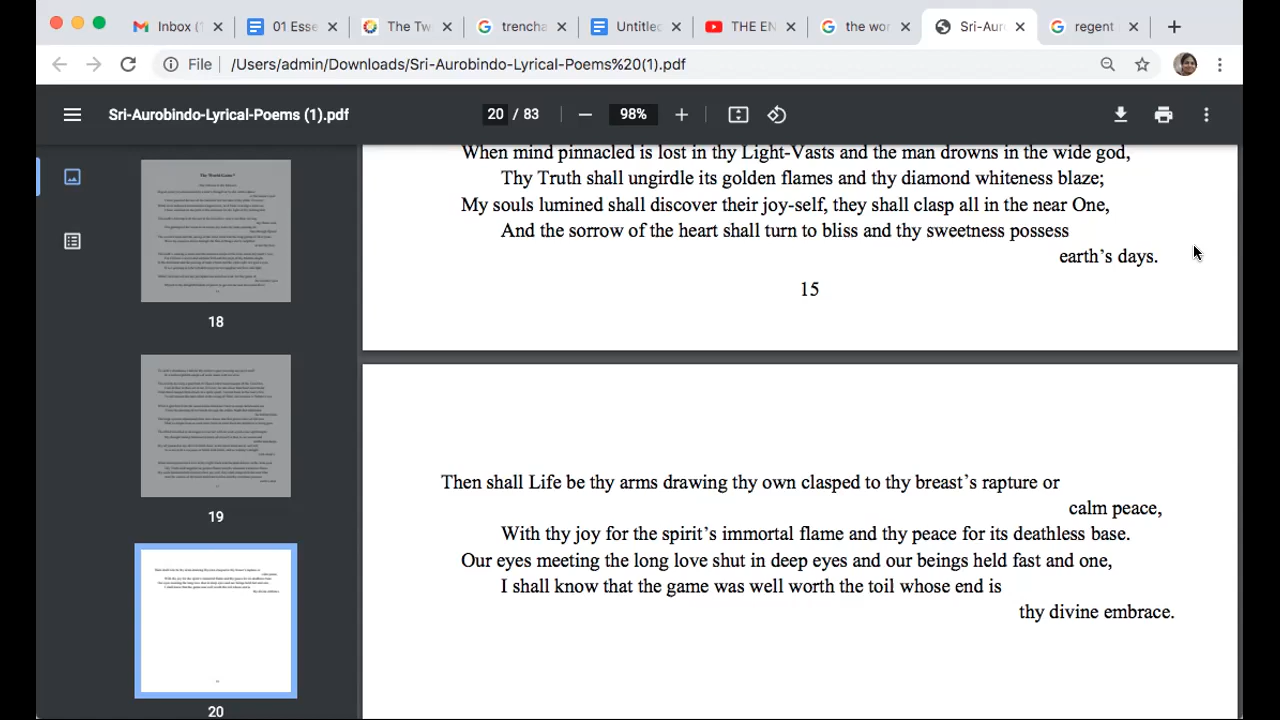 Inbox (1
01 Esse
The Tw
trencha
Untitle
THE EN
the wor
Sri-Aur
regent
File
/Users/admin/Downloads/Sri-Aurobindo-Lyrical-Poems%20(1).pdf
Sri-Aurobindo-Lyrical-Poems (1).pdf
20 / 83
98%
18
19
20
When mind pinnacled is lost in thy Light-Vasts and the man drowns in the wide god,
Thy Truth shall ungirdle its golden flames and thy diamond whiteness blaze;
My souls lumined shall discover their joy-self, they shall clasp all in the near One,
And the sorrow of the heart shall turn to bliss and thy sweetness possess
earth's days.
15
Then shall Life be thy arms drawing thy own clasped to thy breast's rapture or
calm peace,
With thy joy for the spirit's immortal flame and thy peace for its deathless base.
Our eyes meeting the long love shut in deep eyes and our beings held fast and one,
I shall know that the game was well worth the toil whose end is
thy divine embrace.